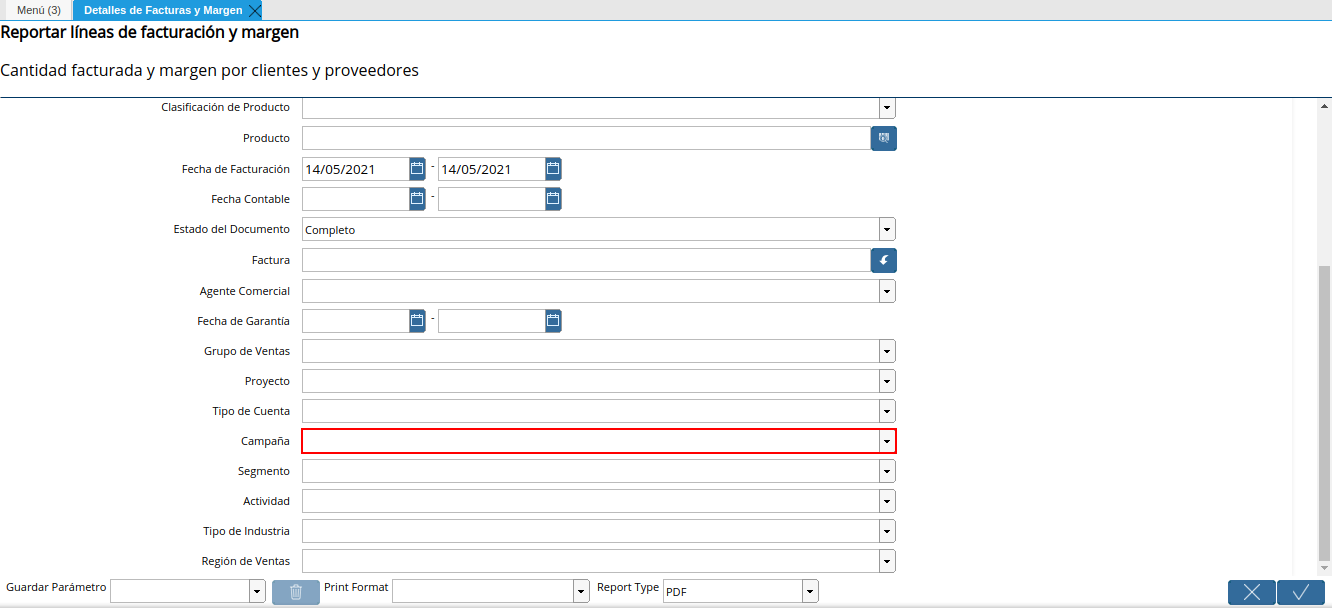 Menú (3) Detalles de Facturas y Margen
Reportar líneas de facturación y margen
Cantidad facturada y margen por clientes y proveedores
Clasificación de Producto
Producto
Fecha de Facturación 14/05/2021 - 14/05/2021
Fecha Contable -
Estado del Documento Completo
Factura
Agente Comercial
Fecha de Garantía -
Grupo de Ventas
Proyecto
Tipo de Cuenta
Campaña
Segmento
Actividad
Tipo de Industria
Región de Ventas
Guardar Parámetro Print Format Report Type PDF